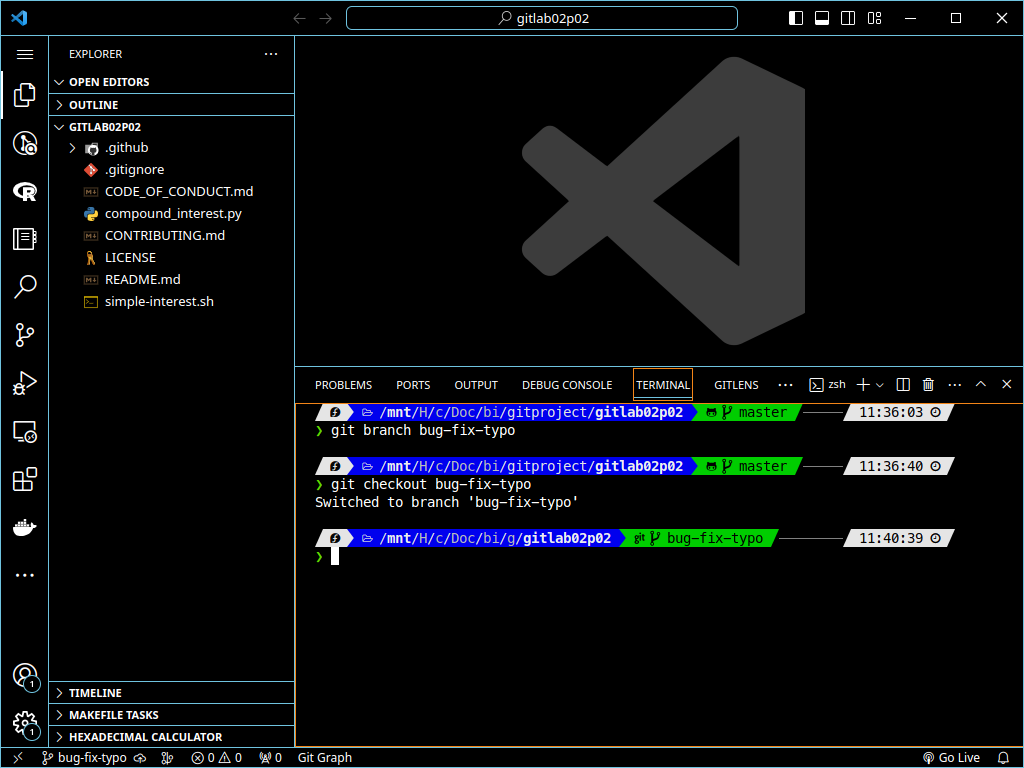 gitlab02p02
EXPLORER
OPEN EDITORS
OUTLINE
GITLAB02P02
.github
.gitignore
CODE_OF_CONDUCT.md
compound_interest.py
CONTRIBUTING.md
LICENSE
README.md
simple-interest.sh
TIMELINE
MAKEFILE TASKS
HEXADECIMAL CALCULATOR
PROBLEMS PORTS OUTPUT DEBUG CONSOLE TERMINAL GITLENS ··· zsh
/mnt/H/c/Doc/bi/gitproject/gitlab02p02 master 11:36:03
❯ git branch bug-fix-typo
/mnt/H/c/Doc/bi/gitproject/gitlab02p02 master 11:36:40
❯ git checkout bug-fix-typo
Switched to branch 'bug-fix-typo'
/mnt/H/c/Doc/bi/g/gitlab02p02 git bug-fix-typo 11:40:39
❯
1
1
bug-fix-typo 0 0 0 Git Graph Go Live